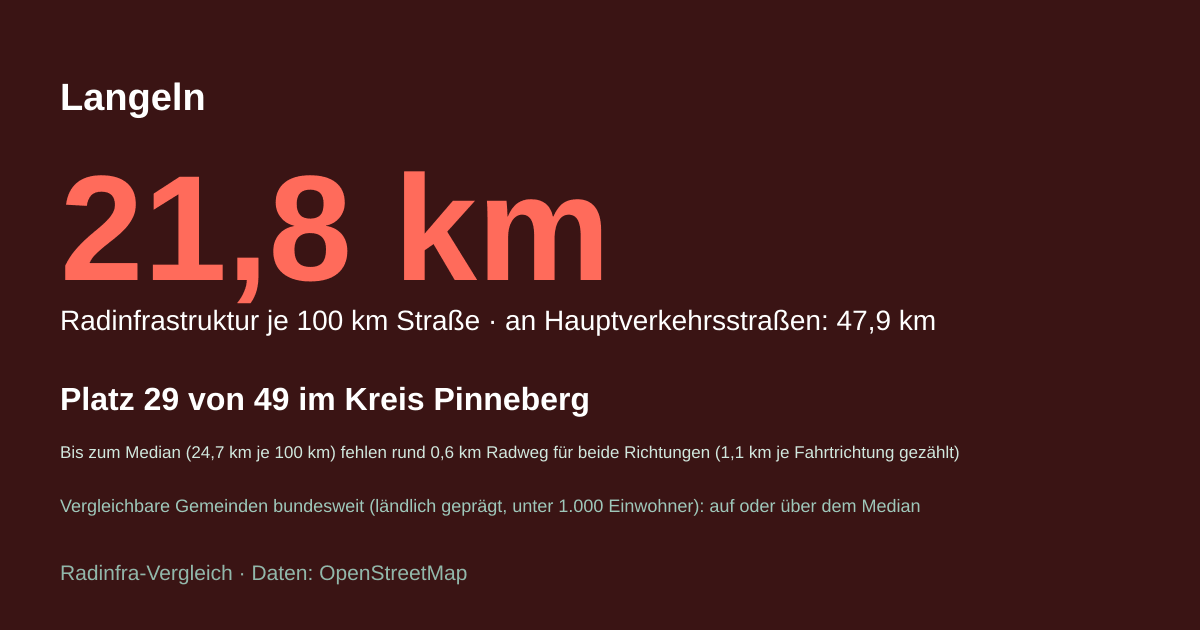 Langeln
21,8 km
Radinfrastruktur je 100 km Straße · an Hauptverkehrsstraßen: 47,9 km
Platz 29 von 49 im Kreis Pinneberg
Bis zum Median (24,7 km je 100 km) fehlen rund 0,6 km Radweg für beide Richtungen (1,1 km je Fahrtrichtung gezählt)
Vergleichbare Gemeinden bundesweit (ländlich geprägt, unter 1.000 Einwohner): auf oder über dem Median
Radinfra-Vergleich · Daten: OpenStreetMap